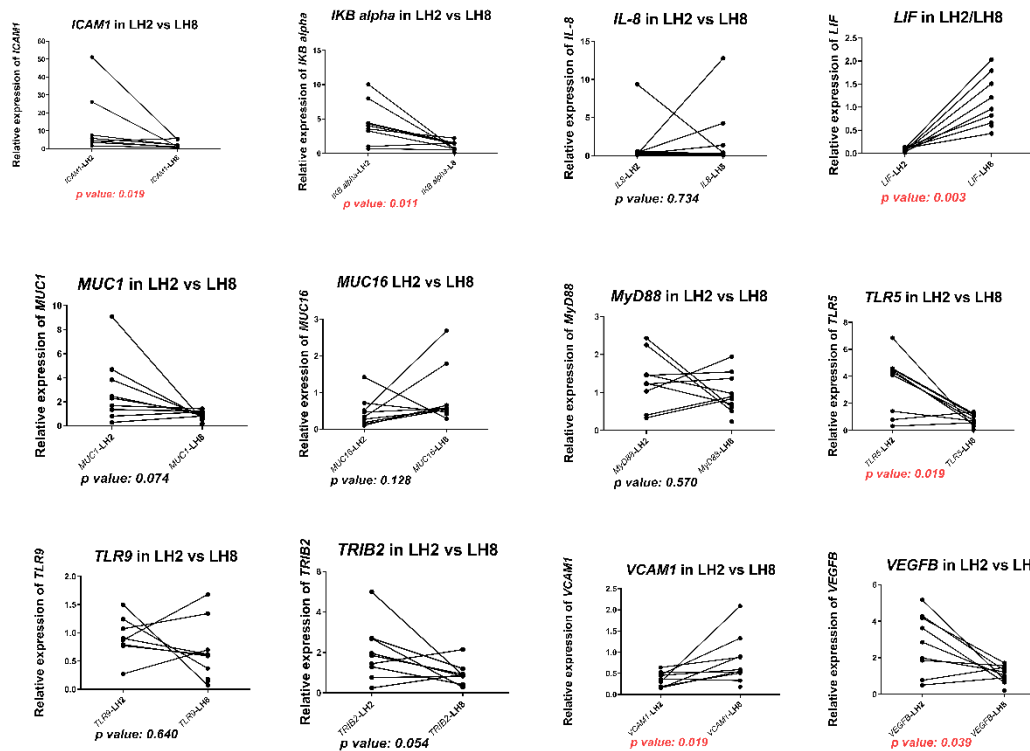 ICAM1 in LH2 vs LH8
Relative expression of ICAM1
60
50
40
30
20
10
0
ICAM1-LH2
ICAM1-LH8
p value: 0.019
IKB alpha in LH2 vs LH8
Relative expression of IKB alpha
15
10
5
0
IKB alpha-LH2
IKB alpha-L8
p value: 0.011
IL-8 in LH2 vs LH8
Relative expression of IL-8
15
10
5
0
IL8-LH2
IL8-LH8
p value: 0.734
LIF in LH2/LH8
Relative expression of LIF
2.5
2.0
1.5
1.0
0.5
0.0
LIF-LH2
LIF-LH8
p value: 0.003
MUC1 in LH2 vs LH8
Relative expression of MUC1
10
8
6
4
2
0
MUC1-LH2
MUC1-LH8
p value: 0.074
MUC16 LH2 vs LH8
Relative expression of MUC16
3
2
1
0
MUC16-LH2
MUC16-LH8
p value: 0.128
MyD88 in LH2 vs LH8
Relative expression of MyD88
3
2
1
0
MyD88-LH2
MyD88-LH8
p value: 0.570
TLR5 in LH2 vs LH8
Relative expression of TLR5
8
6
4
2
0
TLR5-LH2
TLR5-LH8
p value: 0.019
TLR9 in LH2 vs LH8
Relative expression of TLR9
2.0
1.5
1.0
0.5
0.0
TLR9-LH2
TLR9-LH8
p value: 0.640
TRIB2 in LH2 vs LH8
Relative expression of TRIB2
6
4
2
0
TRIB2-LH2
TRIB2-LH8
p value: 0.054
VCAM1 in LH2 vs LH8
Relative expression of VCAM1
2.5
2.0
1.5
1.0
0.5
0.0
VCAM1-LH2
VCAM1-LH8
p value: 0.019
VEGFB in LH2 vs LH
Relative expression of VEGFB
6
4
2
0
VEGFB-LH2
VEGFB-LH8
p value: 0.039